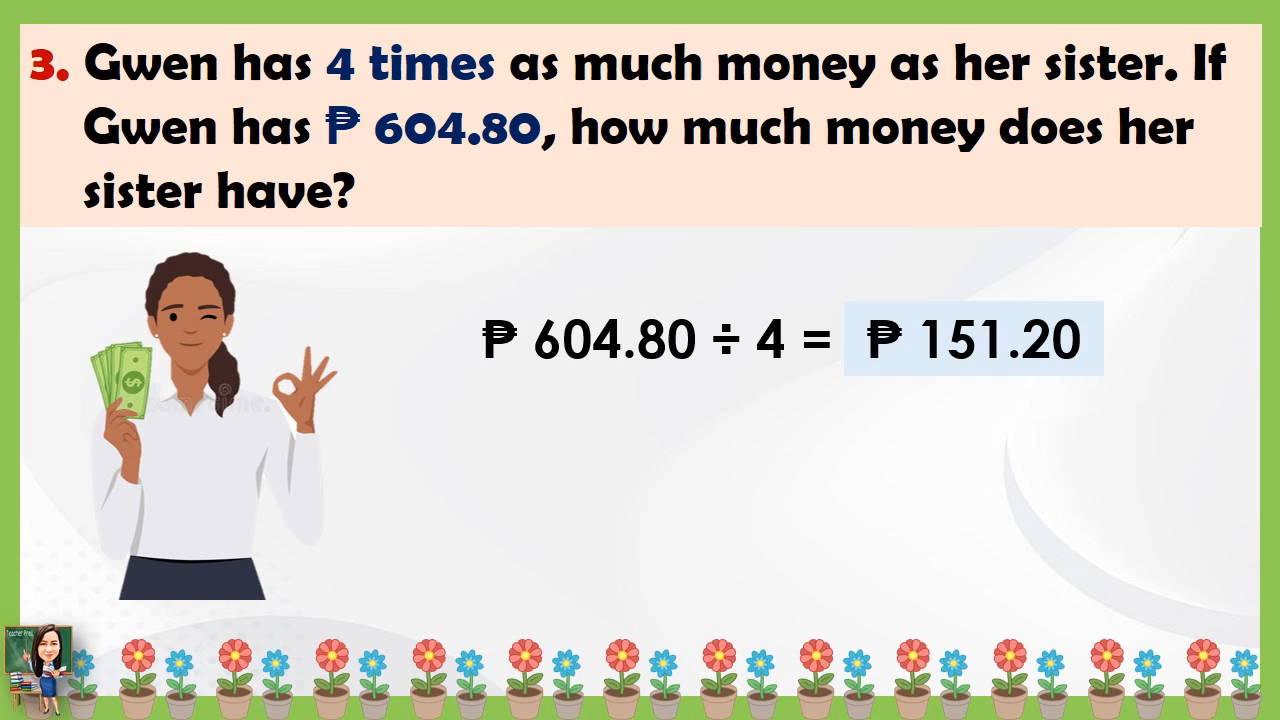 3. Gwen has 4 times as much money as her sister. If
Gwen has ₱ 604.80, how much money does her
sister have?
₱ 604.80 ÷ 4 = ₱ 151.20